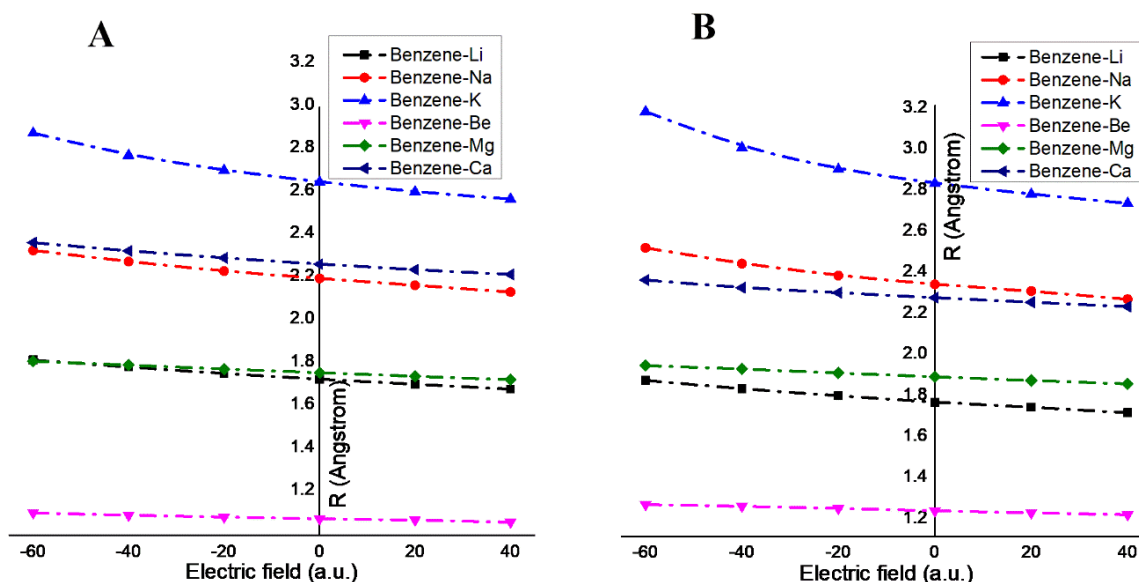 A
Benzene-Li
Benzene-Na
Benzene-K
Benzene-Be
Benzene-Mg
Benzene-Ca
3.2
3.0
2.8
2.6
2.4
2.2
2.0
1.8
1.6
1.4
1.2
R (Angstrom)
-60 -40 -20 0 20 40
Electric field (a.u.)
B
Benzene-Li
Benzene-Na
Benzene-K
Benzene-Be
Benzene-Mg
Benzene-Ca
3.2
3.0
2.8
2.6
2.4
2.2
2.0
1.8
1.6
1.4
1.2
R (Angstrom)
-60 -40 -20 0 20 40
Electric field (a.u.)